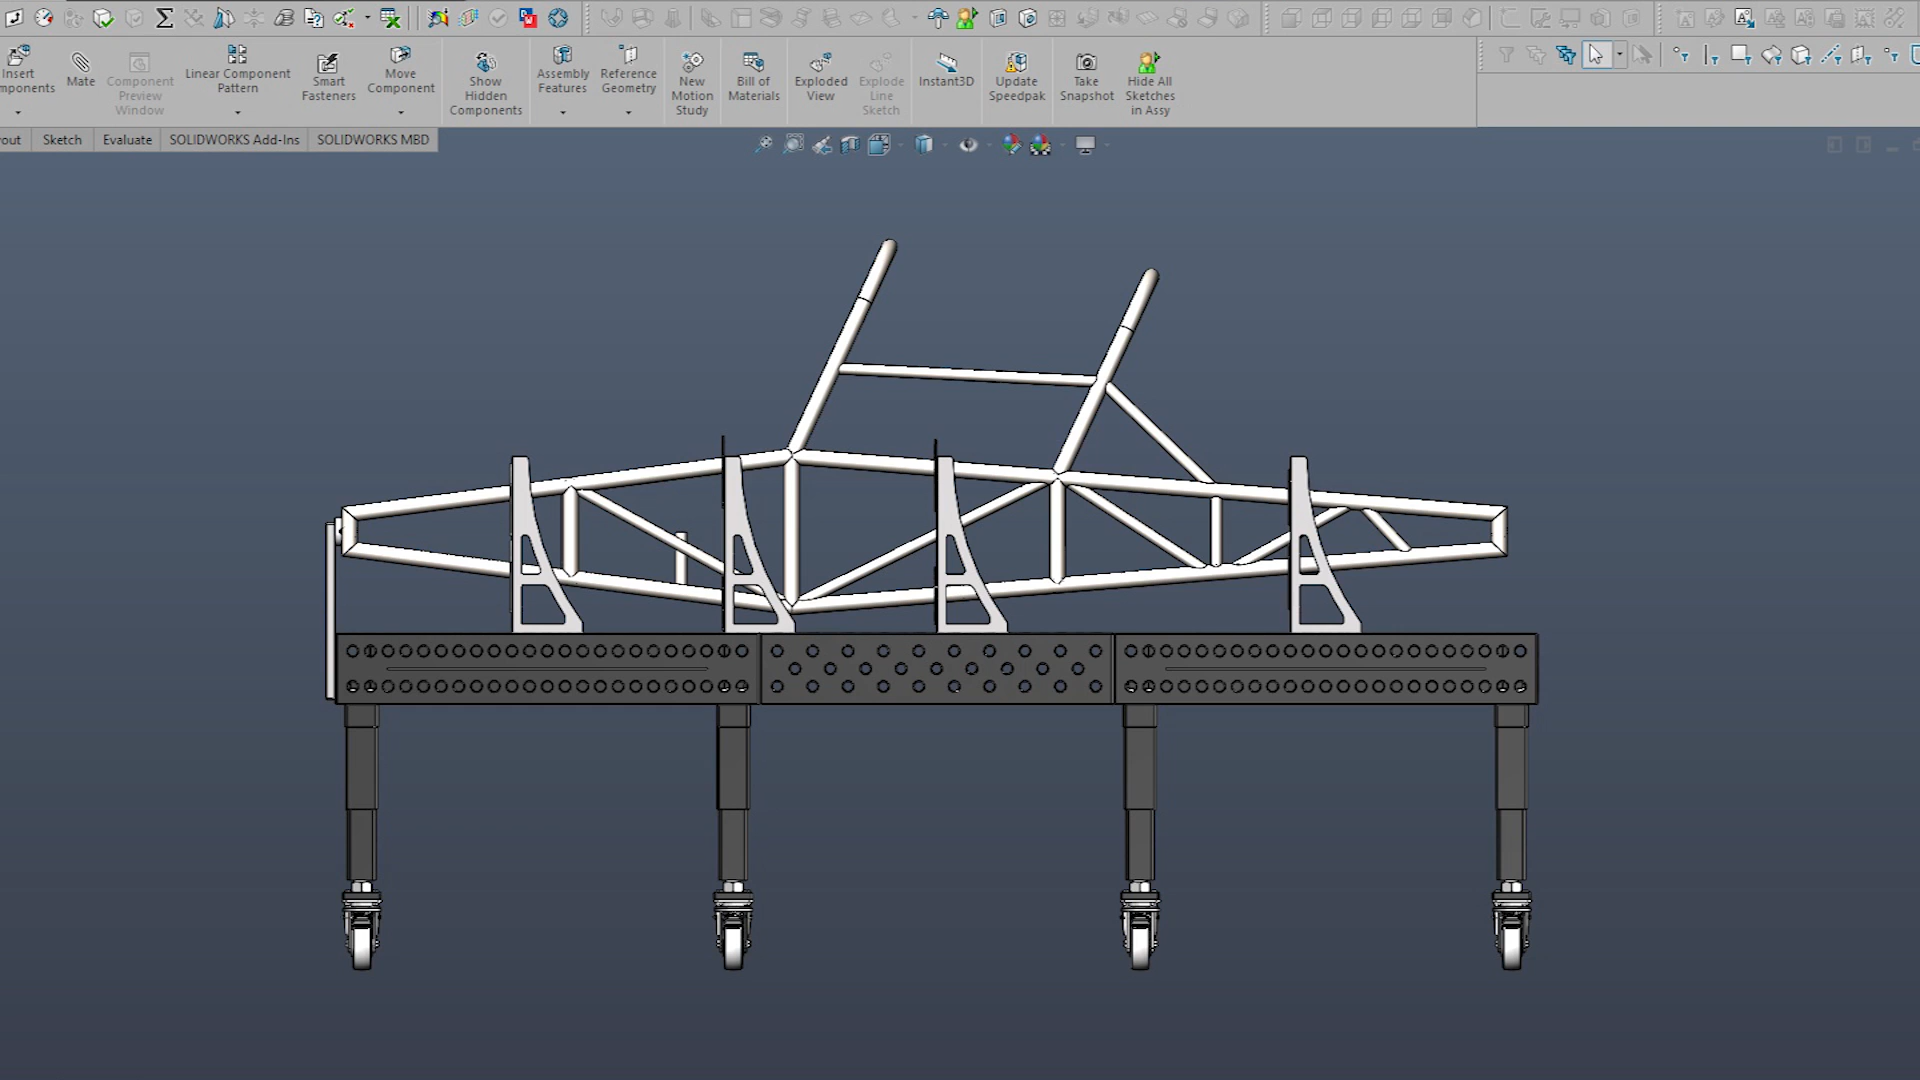 Insert
mponents
Mate
Component
Preview
Window
Linear Component
Pattern
Smart
Fasteners
Move
Component
Show
Hidden
Components
Assembly
Features
Reference
Geometry
New
Motion
Study
Bill of
Materials
Exploded
View
Explode
Line
Sketch
Instant3D
Update
Speedpak
Take
Snapshot
Hide All
Sketches
in Assy
out
Sketch
Evaluate
SOLIDWORKS Add-Ins
SOLIDWORKS MBD